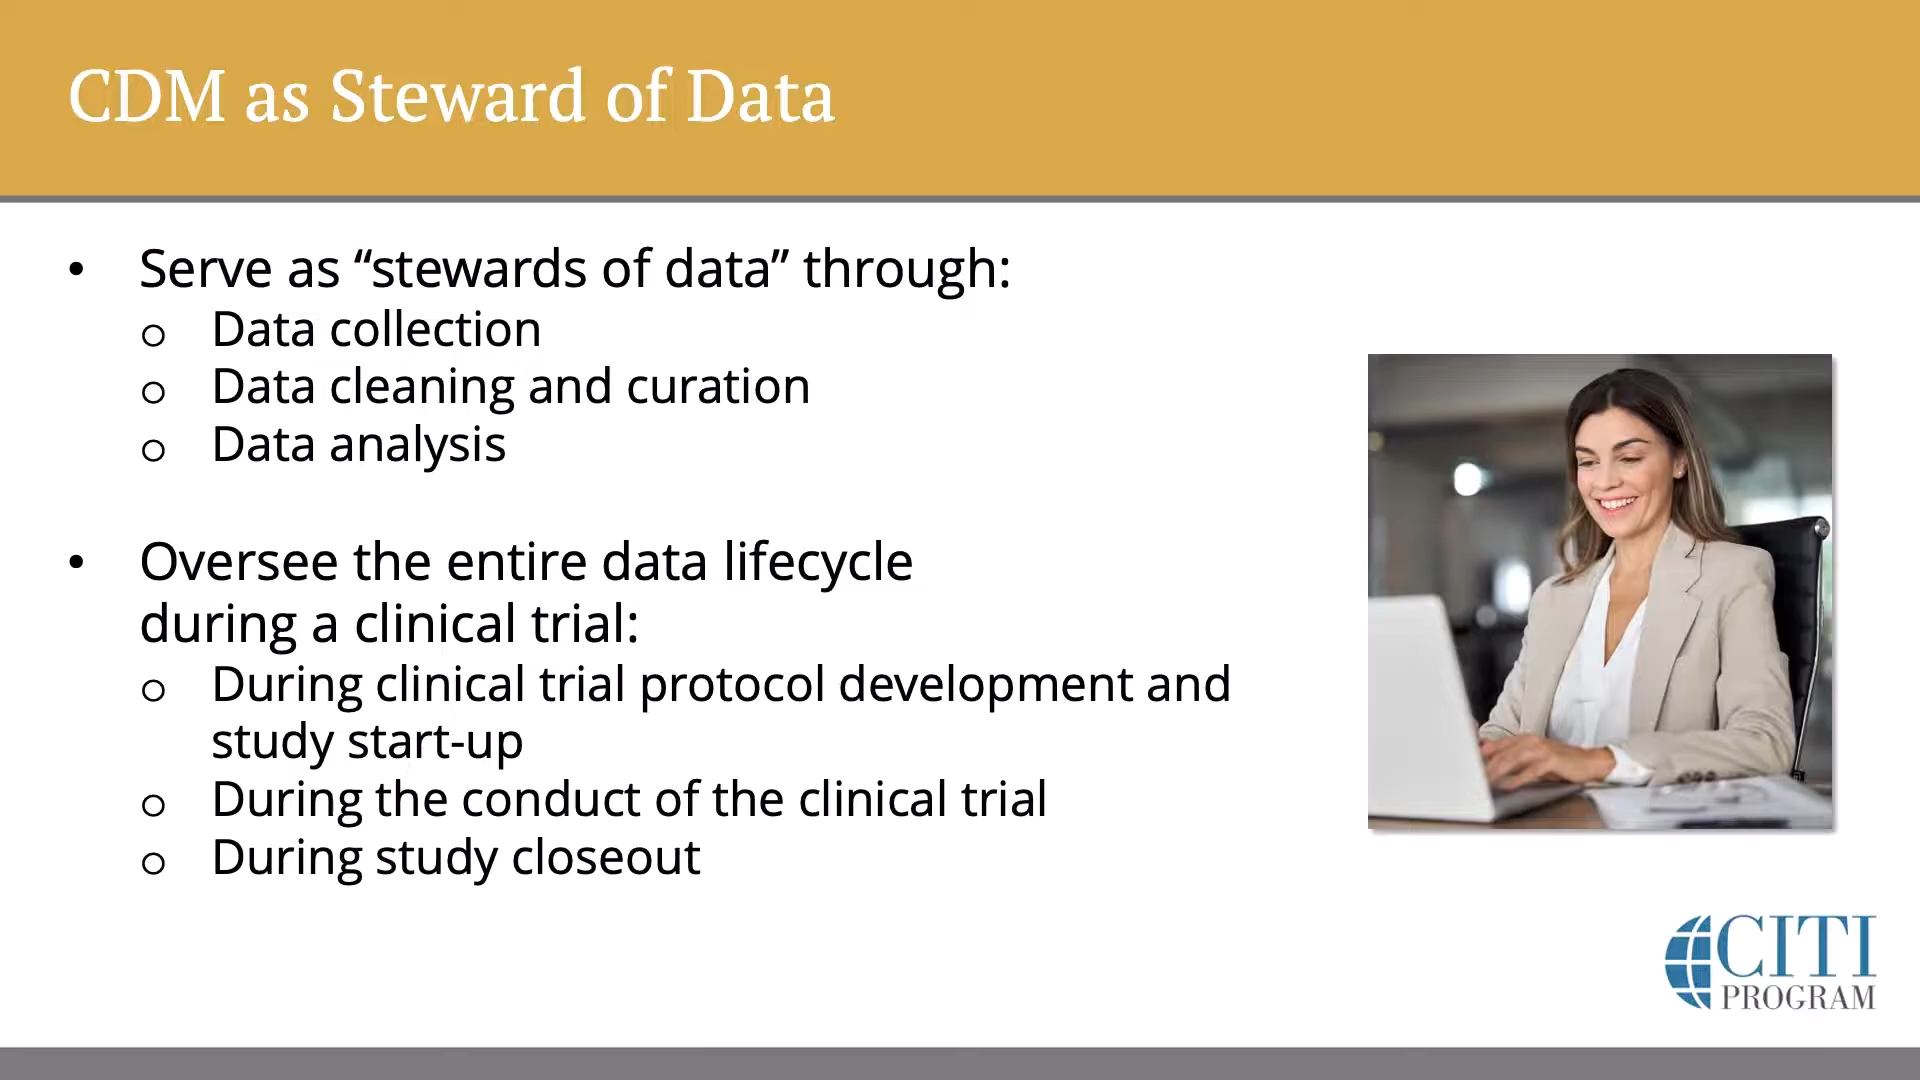 CDM as Steward of Data
• Serve as “stewards of data” through:
o Data collection
o Data cleaning and curation
o Data analysis
• Oversee the entire data lifecycle
during a clinical trial:
o During clinical trial protocol development and
study start-up
o During the conduct of the clinical trial
o During study closeout
CITI
PROGRAM